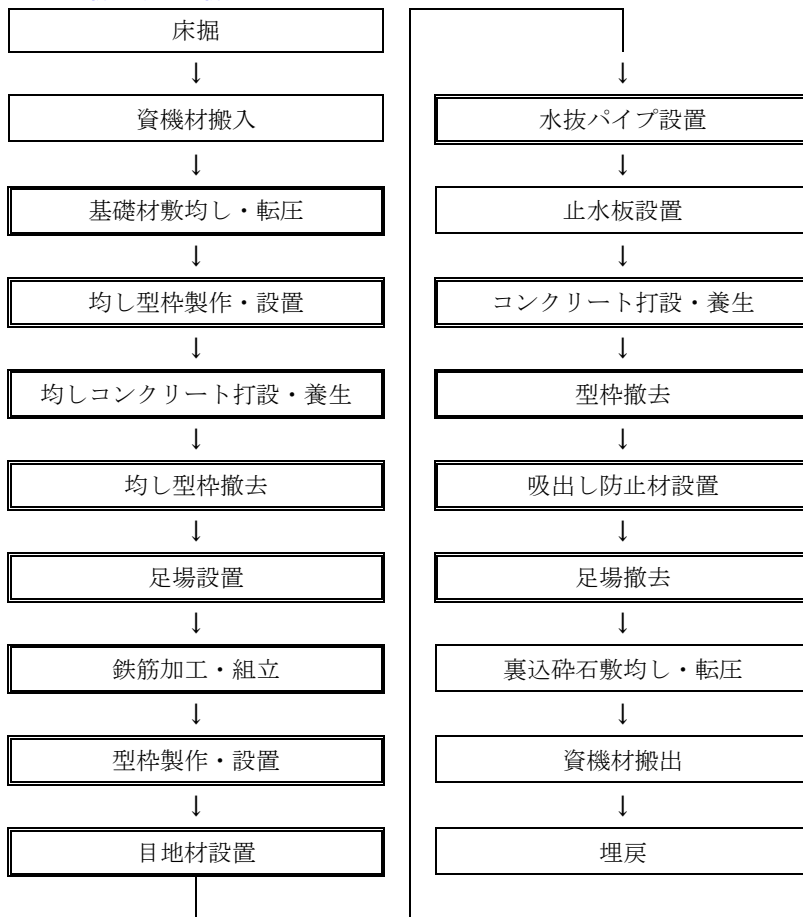 床掘
↓
資機材搬入
↓
基礎材敷均し・転圧
↓
均し型枠製作・設置
↓
均しコンクリート打設・養生
↓
均し型枠撤去
↓
足場設置
↓
鉄筋加工・組立
↓
型枠製作・設置
↓
目地材設置
↓
水抜パイプ設置
↓
止水板設置
↓
コンクリート打設・養生
↓
型枠撤去
↓
吸出し防止材設置
↓
足場撤去
↓
裏込砕石敷均し・転圧
↓
資機材搬出
↓
埋戻